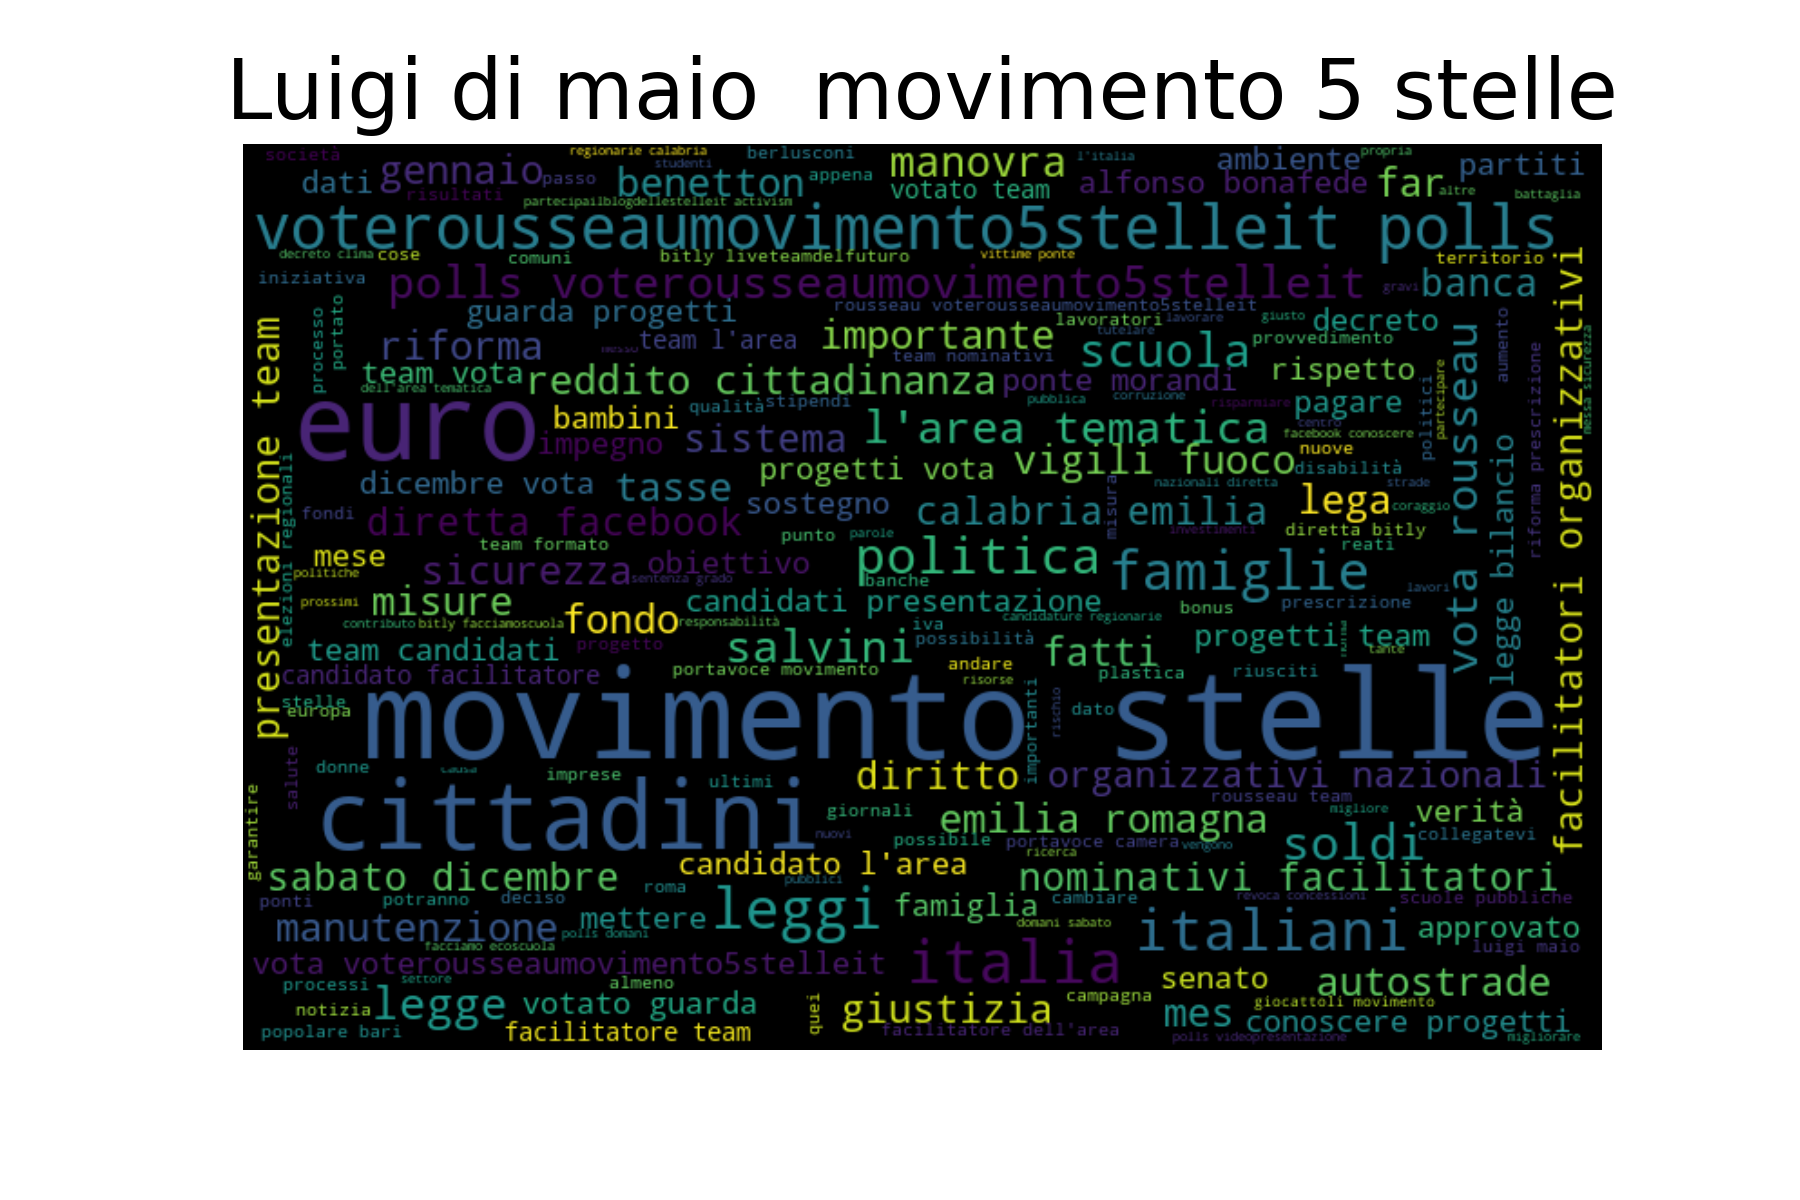 Luigi di maio  movimento 5 stelle
società
regionarie calabria
studenti
berlusconi
l'italia
propria
gennaio
passo
manovra
ambiente
partiti
dati
risultati
benetton
appena
votato team
alfonso bonafede
far
altre
battaglia
partecipailblogdellestelleit activism
voterousseaumovimento5stelleit polls
decreto clima
cose
comuni
bitly liveteamdelfuturo
vittime ponte
territorio
iniziativa
polls voterousseaumovimento5stelleit
gravi
banca
facilitatori organizzativi
processo
portato
guarda progetti
rousseau voterousseaumovimento5stelleit
lavoratori
lavorare
giusto
decreto
aumento
presentazione team
riforma
messo
team l'area
importante
tutelare
team nominativi
scuola
provvedimento
vota rousseau
messa sicurezza
team vota
dell'area tematica
reddito cittadinanza
ponte morandi
rispetto
riforma prescrizione
euro
bambini
qualità
stipendi
pubblica
corruzione
risparmiare
pagare
politici
partecipare
impegno
sistema
l'area tematica
centro
facebook conoscere
nuove
progetti vota
vigili fuoco
disabilità
legge bilancio
elezioni regionali
dicembre vota
tasse
sostegno
nazionali diretta
misura
strade
lega
coraggio
fondi
diretta facebook
calabria
emilia
investimenti
diretta bitly
team formato
punto
parole
reati
mese
politiche
sicurezza
sentenza grado
obiettivo
politica
banche
famiglie
lavori
prossimi
misure
contributo
bitly facciamoscuola
fondo
responsabilità
candidati presentazione
candidature regionarie
bonus
prescrizione
team candidati
progetto
salvini
iva
possibilità
fatti
progetti team
tante
candidato facilitatore
portavoce movimento
andare
risorse
plastica
riusciti
stelle
europa
movimento
stelle
importanti
rischio
dato
salute
donne
causa
imprese
ultimi
diritto
organizzativi nazionali
garantire
cittadini
nuovi
giornali
rousseau team
migliore
verità
emilia romagna
possibile
portavoce camera
vengono
soldi
collegatevi
ricerca
candidato l'area
sabato dicembre
roma
pubblici
nominativi facilitatori
ponti
potranno
deciso
leggi
famiglia
cambiare
revoca concessioni
scuole pubbliche
manutenzione
mettere
polls domani
domani sabato
italiani
approvato
facciamo ecoscuola
luigi maio
vota voterousseaumovimento5stelleit
italia
processi
settore
almeno
senato
autostrade
notizia
legge
votato guarda
quei
giustizia
campagna
giocattoli movimento
mes
conoscere progetti
popolare bari
facilitatore team
facilitatore dell'area
polls videopresentazione
migliorare